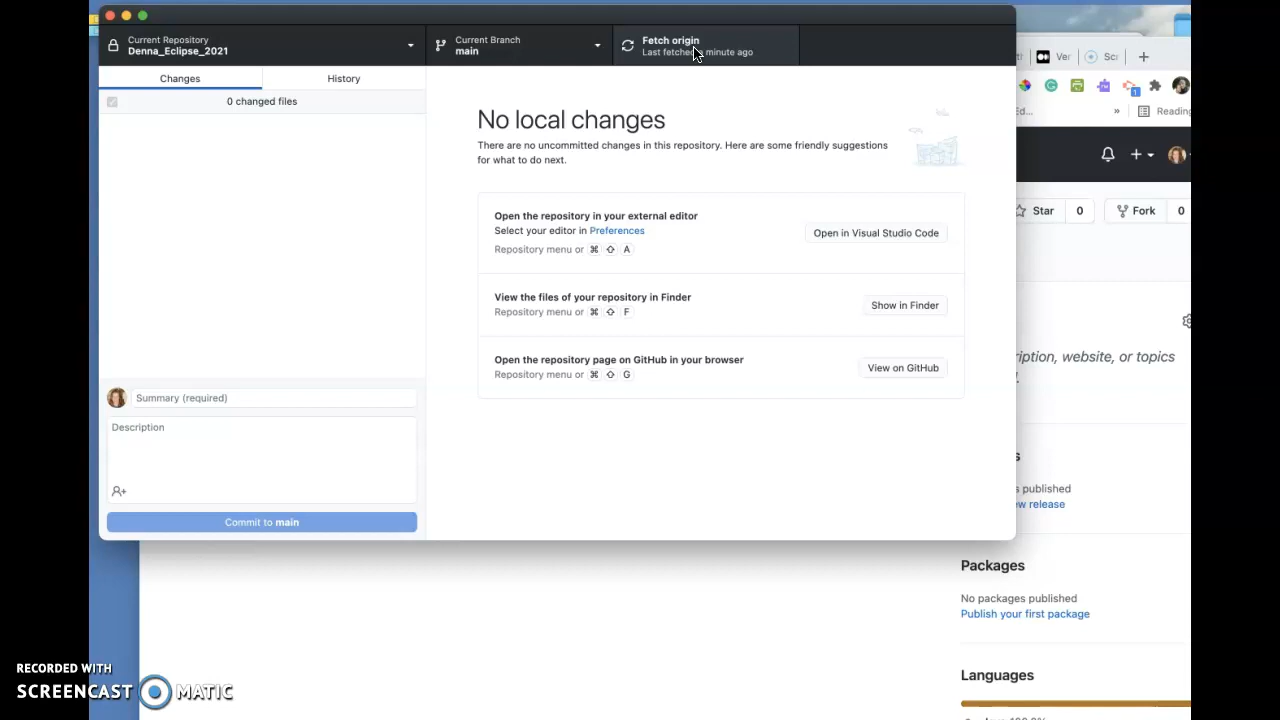 Current Repository
Denna_Eclipse_2021
Current Branch
main
Fetch origin
Last fetched minute ago
Changes
History
0 changed files
No local changes
There are no uncommitted changes in this repository. Here are some friendly suggestions
for what to do next.
Open the repository in your external editor
Select your editor in Preferences
Repository menu or ⌘ ⇧ A
Open in Visual Studio Code
View the files of your repository in Finder
Repository menu or ⌘ ⇧ F
Show in Finder
Open the repository page on GitHub in your browser
Repository menu or ⌘ ⇧ G
View on GitHub
Summary (required)
Description
Commit to main
Ver
Scr
1
Ed...
»
Reading
Star 0
Fork 0
ription, website, or topics
s published
ew release
Packages
No packages published
Publish your first package
Languages
RECORDED WITH
SCREENCAST MATIC